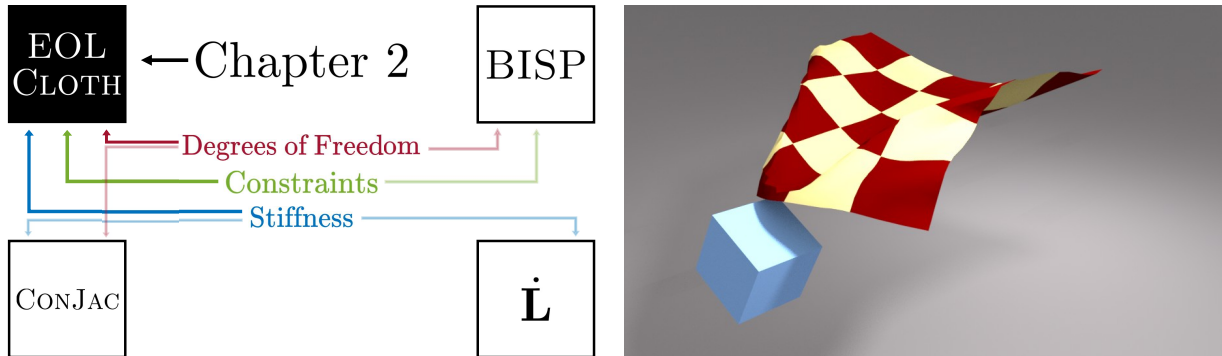 EOL
CLOTH
Chapter 2
BISP
Degrees of Freedom
Constraints
Stiffness
CONJAC
L̇